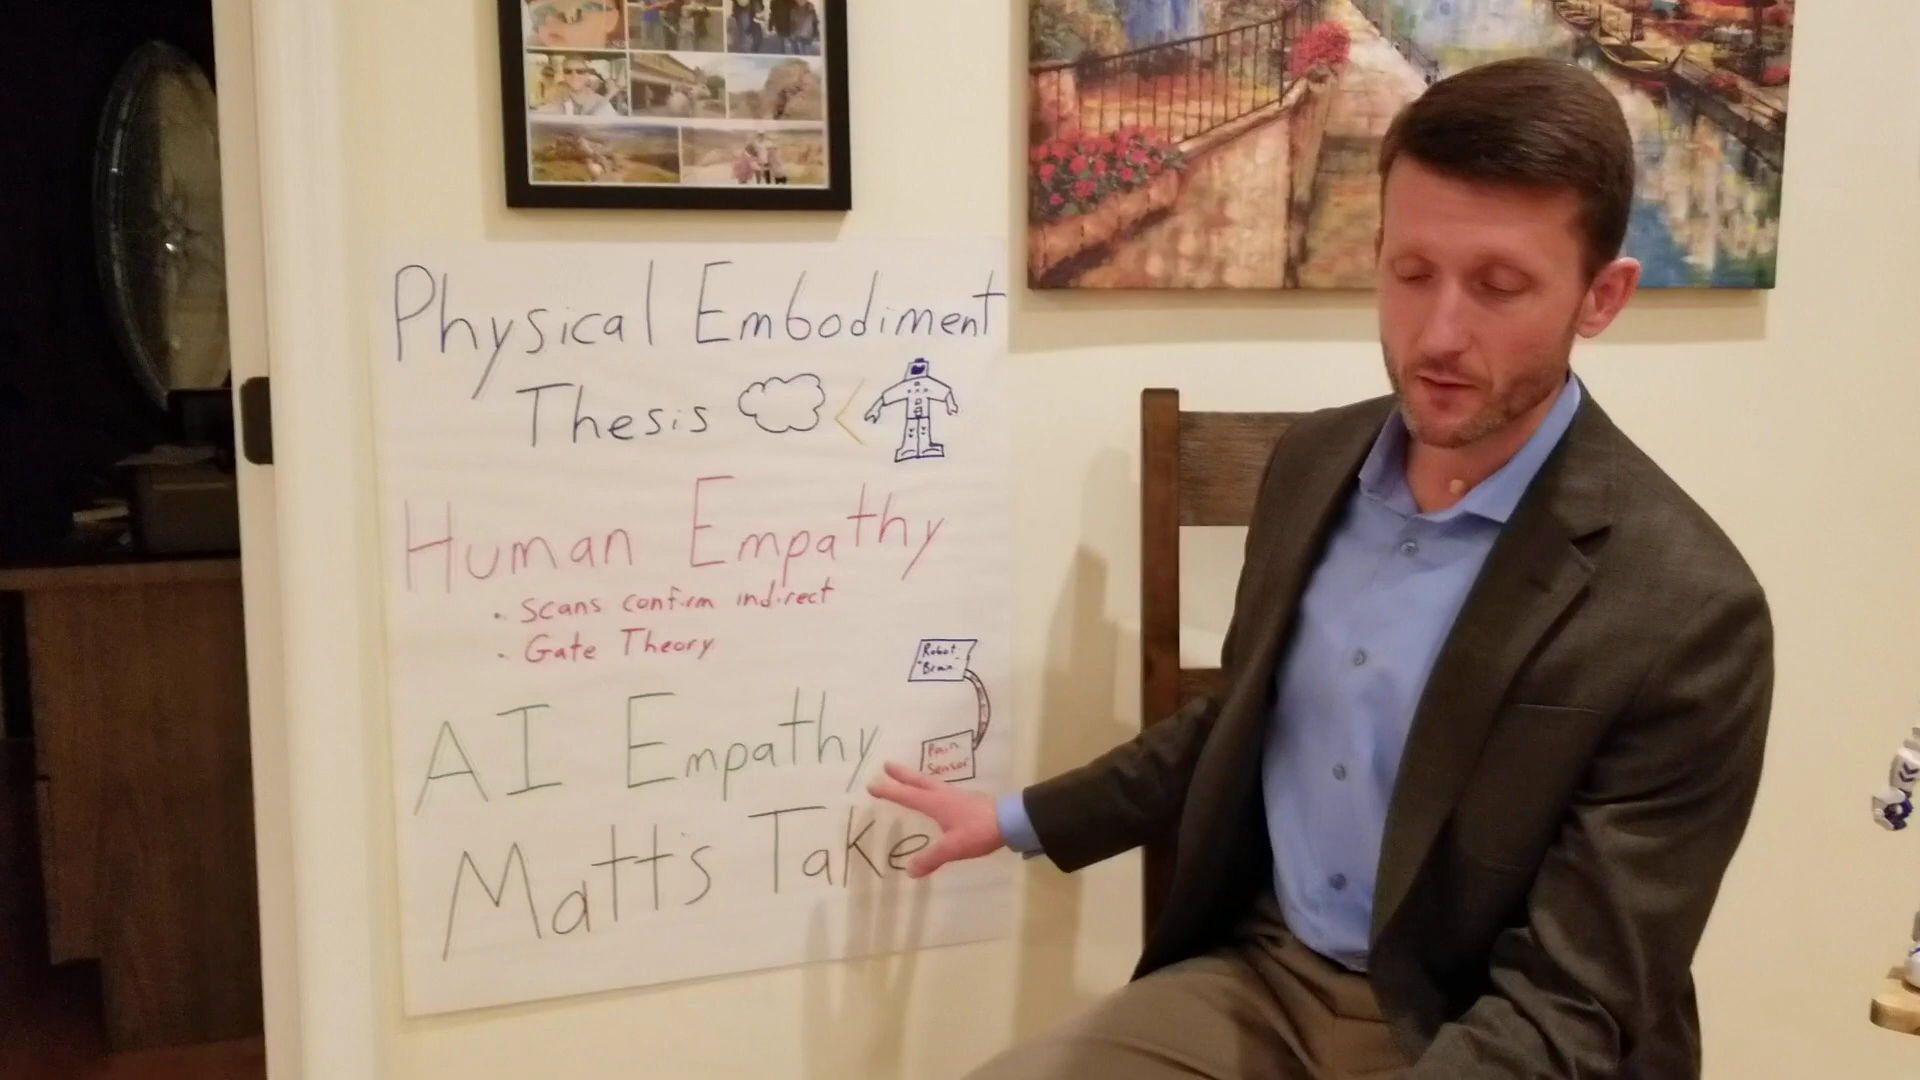 Physical Embodiment
Thesis
Human Empathy
• Scans confirm indirect
• Gate Theory
Robot
"Brain"
AI Empathy
Pain
Sensor
Matt's Take